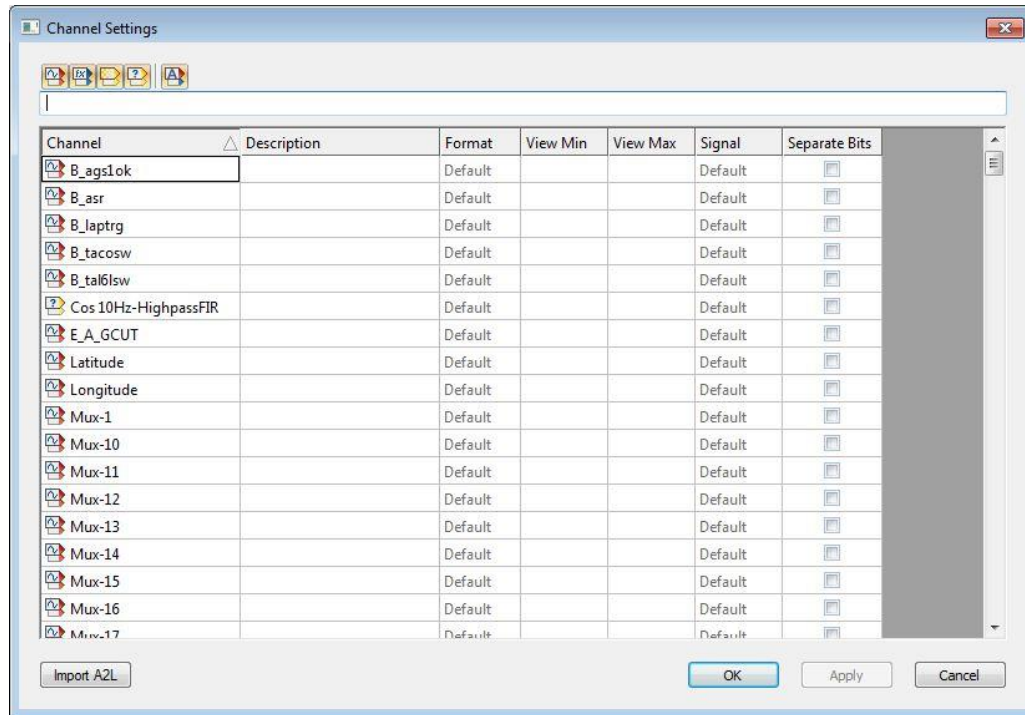 Channel Settings
Channel Description Format View Min View Max Signal Separate Bits
B_ags1ok Default Default
B_asr Default Default
B_laptrg Default Default
B_tacosw Default Default
B_tal6lsw Default Default
Cos 10Hz-HighpassFIR Default Default
E_A_GCUT Default Default
Latitude Default Default
Longitude Default Default
Mux-1 Default Default
Mux-10 Default Default
Mux-11 Default Default
Mux-12 Default Default
Mux-13 Default Default
Mux-14 Default Default
Mux-15 Default Default
Mux-16 Default Default
Mux-17 Default Default
Import A2L OK Apply Cancel